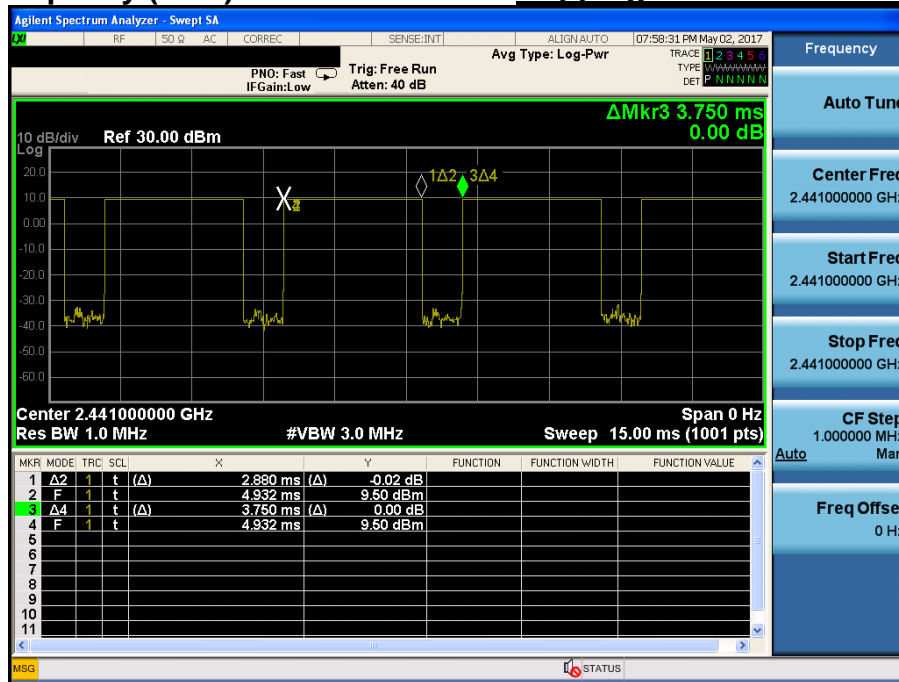 Agilent Spectrum Analyzer - Swept SA
LXI RF 50 Ω AC CORREC SENSE:INT ALIGN AUTO 07:58:31 PM May 02, 2017
Avg Type: Log-Pwr
TRACE 1 2 3 4 5 6
TYPE WWWWWW
DET P N N N N N
PNO: Fast
IFGain:Low
Trig: Free Run
Atten: 40 dB
ΔMkr3 3.750 ms
0.00 dB
10 dB/div Ref 30.00 dBm
Log
20.0
10.0
0.00
-10.0
-20.0
-30.0
-40.0
-50.0
-60.0
1Δ2 3Δ4
X
Center 2.441000000 GHz Span 0 Hz
Res BW 1.0 MHz #VBW 3.0 MHz Sweep 15.00 ms (1001 pts)
MKR MODE TRC SCL X Y FUNCTION FUNCTION WIDTH FUNCTION VALUE
1 Δ2 1 t (Δ) 2.880 ms (Δ) -0.02 dB
2 F 1 t 4.932 ms 9.50 dBm
3 Δ4 1 t (Δ) 3.750 ms (Δ) 0.00 dB
4 F 1 t 4.932 ms 9.50 dBm
5
6
7
8
9
10
11
MSG STATUS
Frequency
Auto Tune
Center Freq
2.441000000 GHz
Start Freq
2.441000000 GHz
Stop Freq
2.441000000 GHz
CF Step
1.000000 MHz
Auto Man
Freq Offse
0 Hz